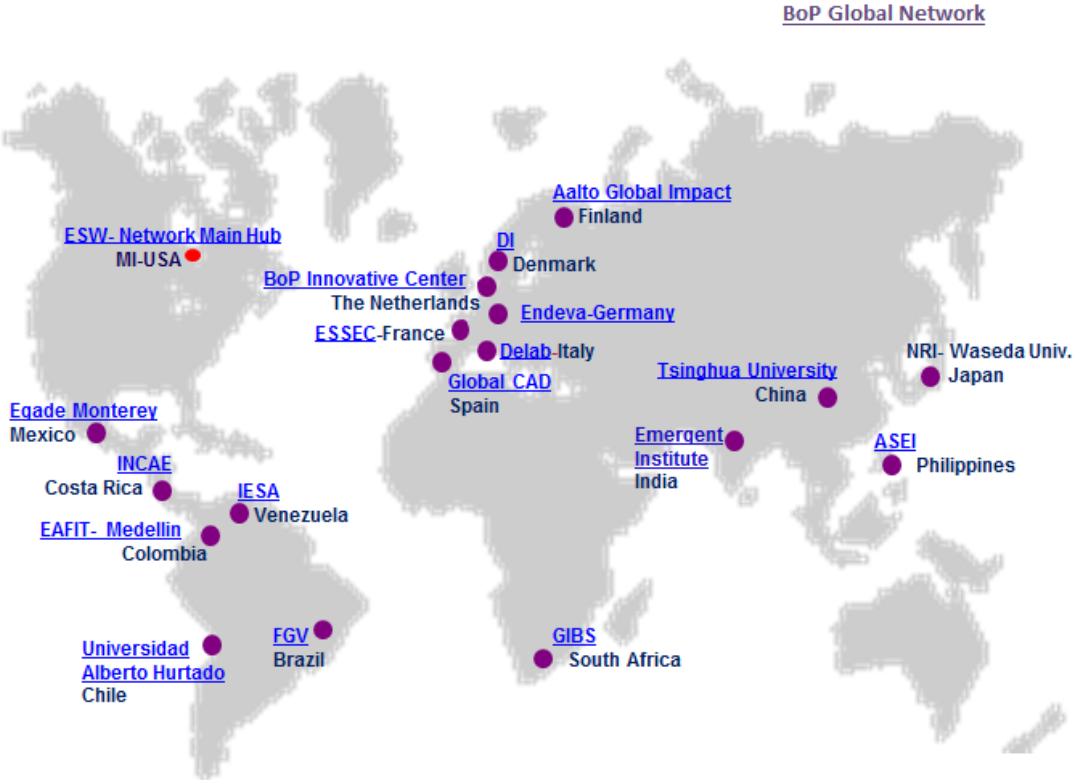 BoP Global Network
Aalto Global Impact
Finland
ESW- Network Main Hub
MI-USA
DI
Denmark
BoP Innovative Center
The Netherlands
Endeva-Germany
ESSEC-France
Delab-Italy
Global CAD
Spain
NRI- Waseda Univ.
Japan
Tsinghua University
China
Eqade Monterey
Mexico
Emergent
Institute
India
ASEI
Philippines
INCAE
Costa Rica
IESA
Venezuela
EAFIT- Medellin
Colombia
Universidad
Alberto Hurtado
Chile
FGV
Brazil
GIBS
South Africa